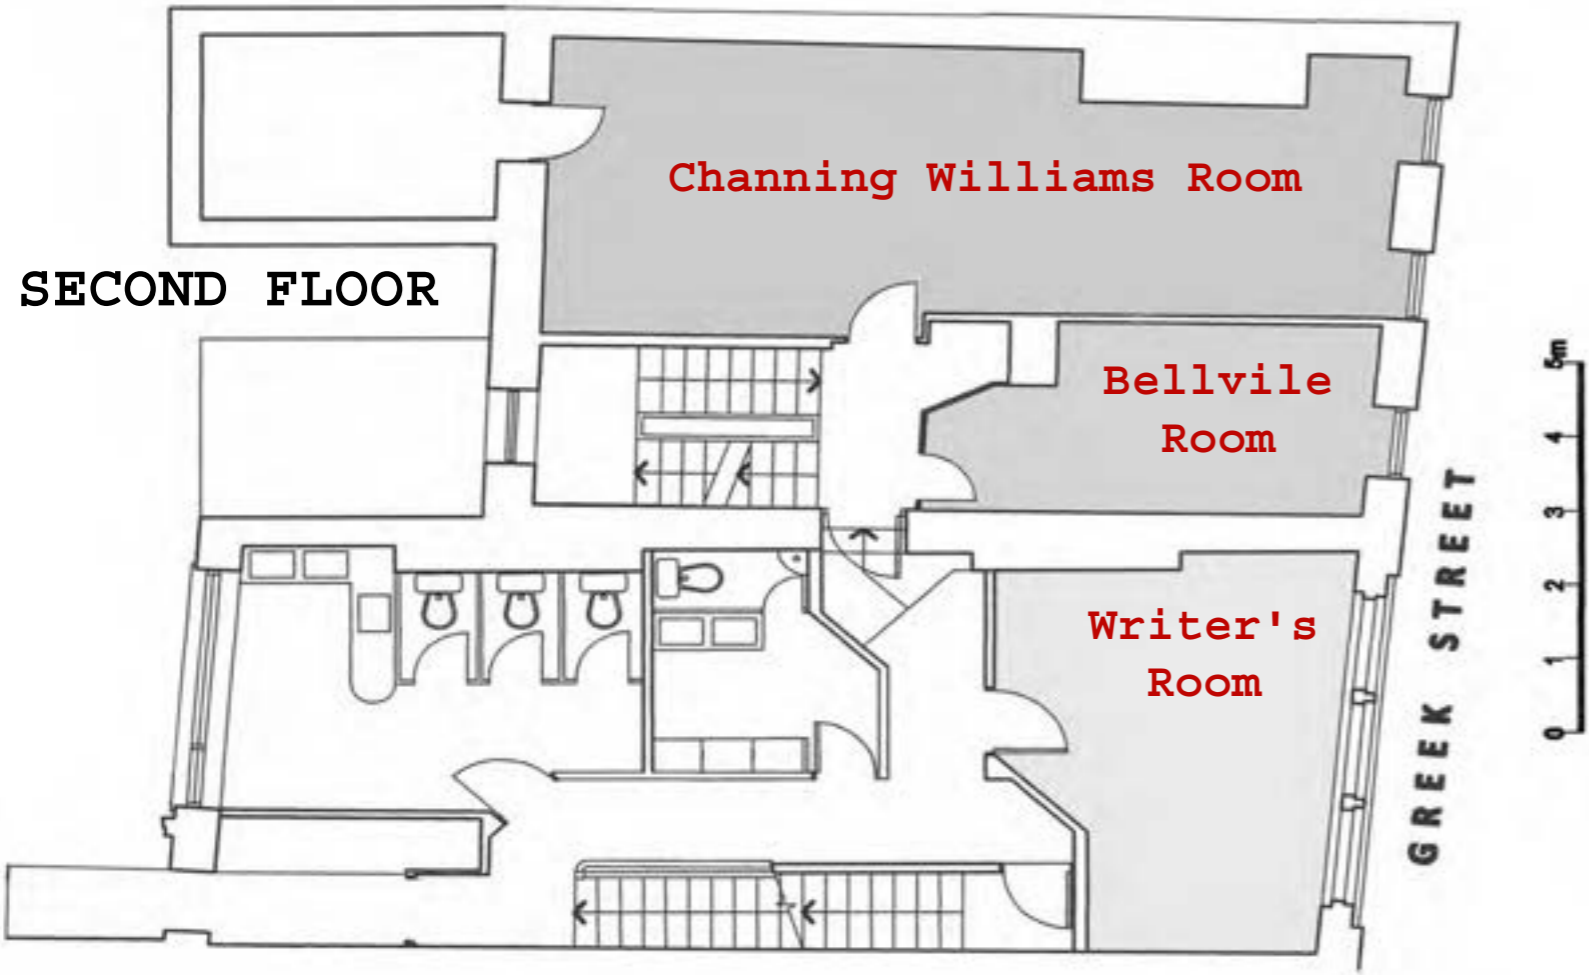 SECOND FLOOR
Channing Williams Room
Bellvile
Room
Writer's
Room
GREEK STREET
5m
4
3
2
1
0